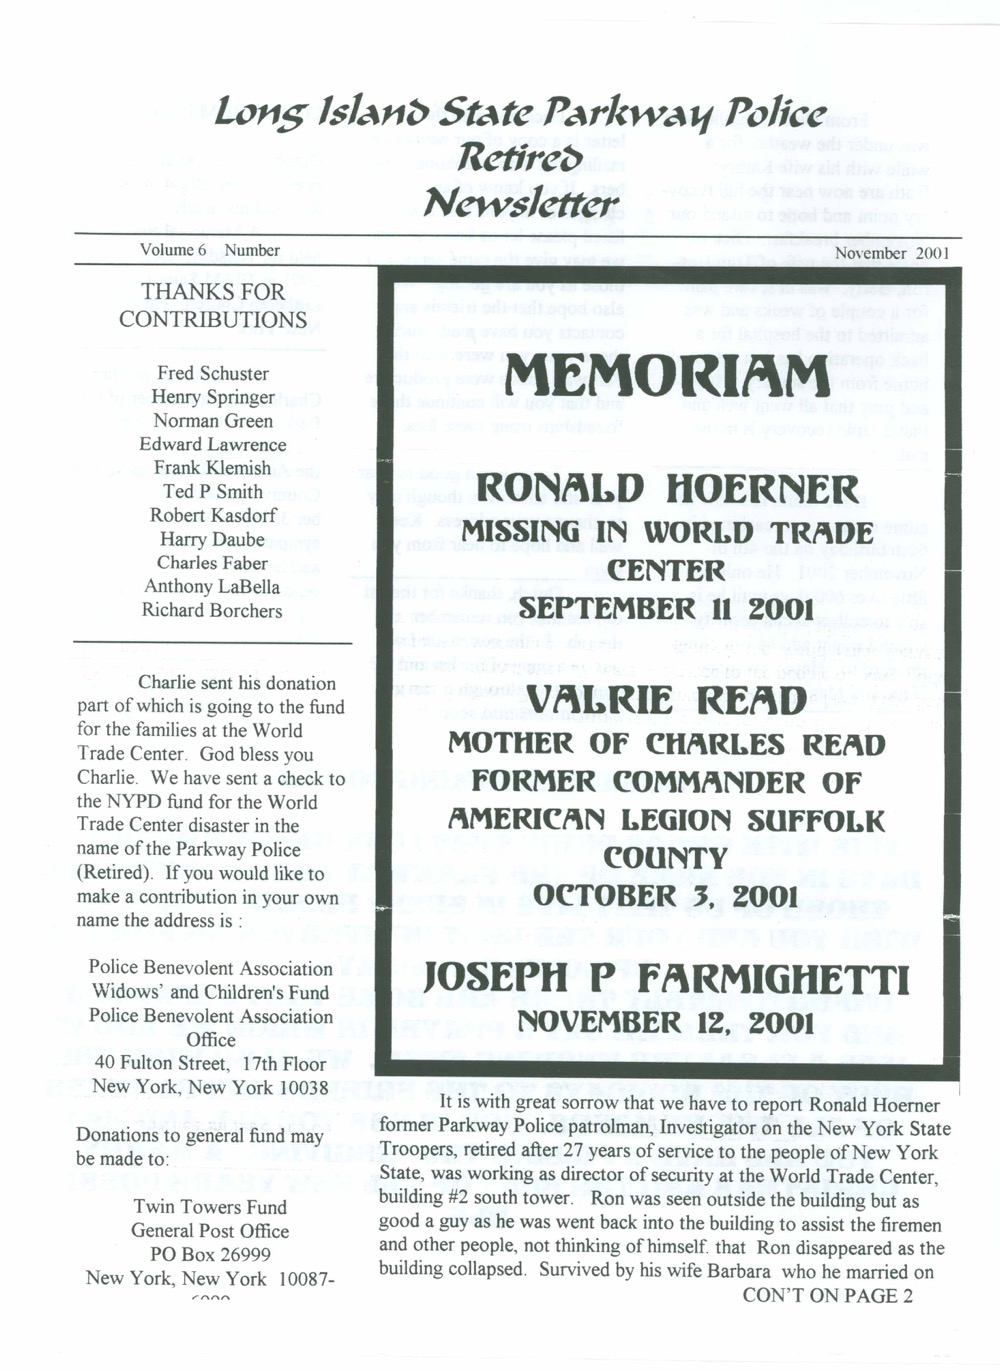 Long Island State Parkway Police
Retiree
Newsletter
Volume 6 Number
November 2001
THANKS FOR
CONTRIBUTIONS
Fred Schuster
Henry Springer
Norman Green
Edward Lawrence
Frank Klemish
Ted P Smith
Robert Kasdorf
Harry Daube
Charles Faber
Anthony LaBella
Richard Borchers
Charlie sent his donation
part of which is going to the fund
for the families at the World
Trade Center. God bless you
Charlie. We have sent a check to
the NYPD fund for the World
Trade Center disaster in the
name of the Parkway Police
(Retired). If you would like to
make a contribution in your own
name the address is :
Police Benevolent Association
Widows' and Children's Fund
Police Benevolent Association
Office
40 Fulton Street, 17th Floor
New York, New York 10038
Donations to general fund may
be made to:
Twin Towers Fund
General Post Office
PO Box 26999
New York, New York 10087-
MEMORIAM
RONALD HOERNER
MISSING IN WORLD TRADE
CENTER
SEPTEMBER 11 2001
VALRIE READ
MOTHER OF CHARLES READ
FORMER COMMANDER OF
AMERICAN LEGION SUFFOLK
COUNTY
OCTOBER 3, 2001
JOSEPH P FARMIGHETTI
NOVEMBER 12, 2001
It is with great sorrow that we have to report Ronald Hoerner
former Parkway Police patrolman, Investigator on the New York State
Troopers, retired after 27 years of service to the people of New York
State, was working as director of security at the World Trade Center,
building #2 south tower. Ron was seen outside the building but as
good a guy as he was went back into the building to assist the firemen
and other people, not thinking of himself. that Ron disappeared as the
building collapsed. Survived by his wife Barbara who he married on
CON'T ON PAGE 2